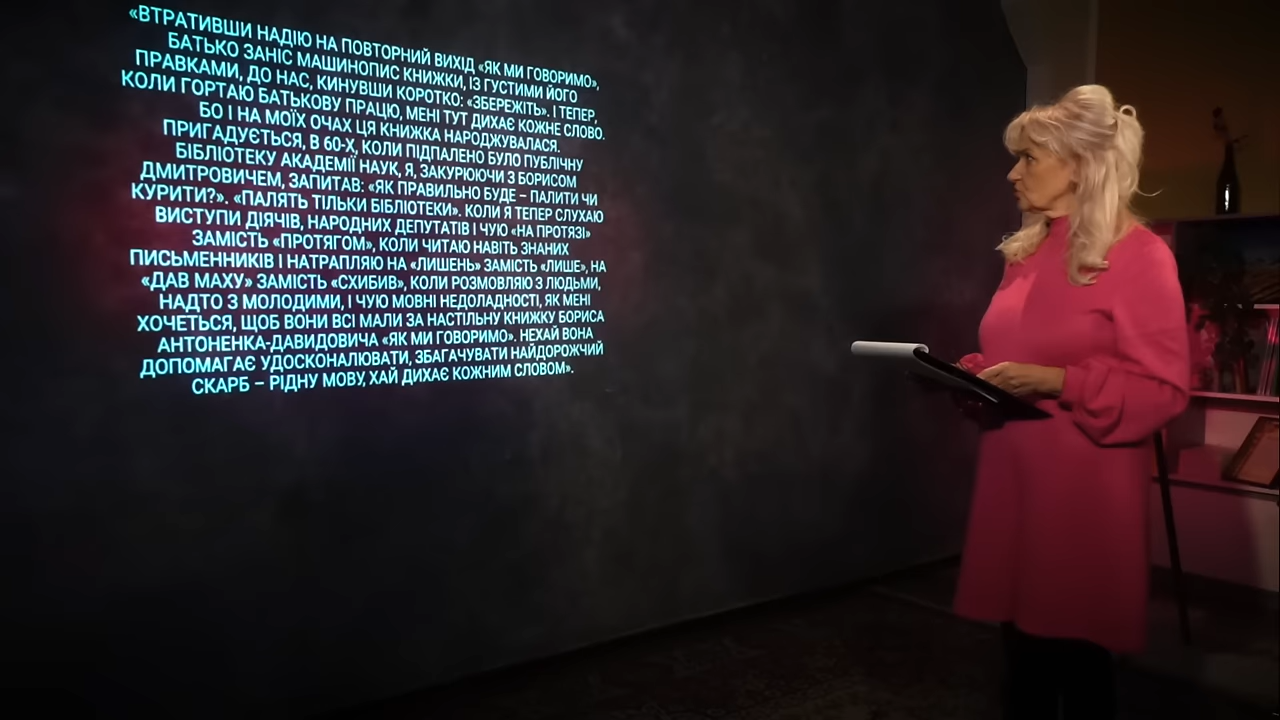 «ВТРАТИВШИ НАДІЮ НА ПОВТОРНИЙ ВИХІД «ЯК МИ ГОВОРИМО»,
БАТЬКО ЗАНІС МАШИНОПИС КНИЖКИ, ІЗ ГУСТИМИ ЙОГО
ПРАВКАМИ, ДО НАС, КИНУВШИ КОРОТКО: «ЗБЕРЕЖІТЬ». І ТЕПЕР,
КОЛИ ГОРТАЮ БАТЬКОВУ ПРАЦЮ, МЕНІ ТУТ ДИХАЄ КОЖНЕ СЛОВО.
БО І НА МОЇХ ОЧАХ ЦЯ КНИЖКА НАРОДЖУВАЛАСЯ.
ПРИГАДУЄТЬСЯ, В 60-Х, КОЛИ ПІДПАЛЕНО БУЛО ПУБЛІЧНУ
БІБЛІОТЕКУ АКАДЕМІЇ НАУК, Я, ЗАКУРЮЮЧИ З БОРИСОМ
ДМИТРОВИЧЕМ, ЗАПИТАВ: «ЯК ПРАВИЛЬНО БУДЕ – ПАЛИТИ ЧИ
КУРИТИ?». «ПАЛЯТЬ ТІЛЬКИ БІБЛІОТЕКИ». КОЛИ Я ТЕПЕР СЛУХАЮ
ВИСТУПИ ДІЯЧІВ, НАРОДНИХ ДЕПУТАТІВ І ЧУЮ «НА ПРОТЯЗІ»
ЗАМІСТЬ «ПРОТЯГОМ», КОЛИ ЧИТАЮ НАВІТЬ ЗНАНИХ
ПИСЬМЕННИКІВ І НАТРАПЛЯЮ НА «ЛИШЕНЬ» ЗАМІСТЬ «ЛИШЕ», НА
«ДАВ МАХУ» ЗАМІСТЬ «СХИБИВ», КОЛИ РОЗМОВЛЯЮ З ЛЮДЬМИ,
НАДТО З МОЛОДИМИ, І ЧУЮ МОВНІ НЕДОЛАДНОСТІ, ЯК МЕНІ
ХОЧЕТЬСЯ, ЩОБ ВОНИ ВСІ МАЛИ ЗА НАСТІЛЬНУ КНИЖКУ БОРИСА
АНТОНЕНКА-ДАВИДОВИЧА «ЯК МИ ГОВОРИМО». НЕХАЙ ВОНА
ДОПОМАГАЄ УДОСКОНАЛЮВАТИ, ЗБАГАЧУВАТИ НАЙДОРОЖЧИЙ
СКАРБ – РІДНУ МОВУ, ХАЙ ДИХАЄ КОЖНИМ СЛОВОМ».